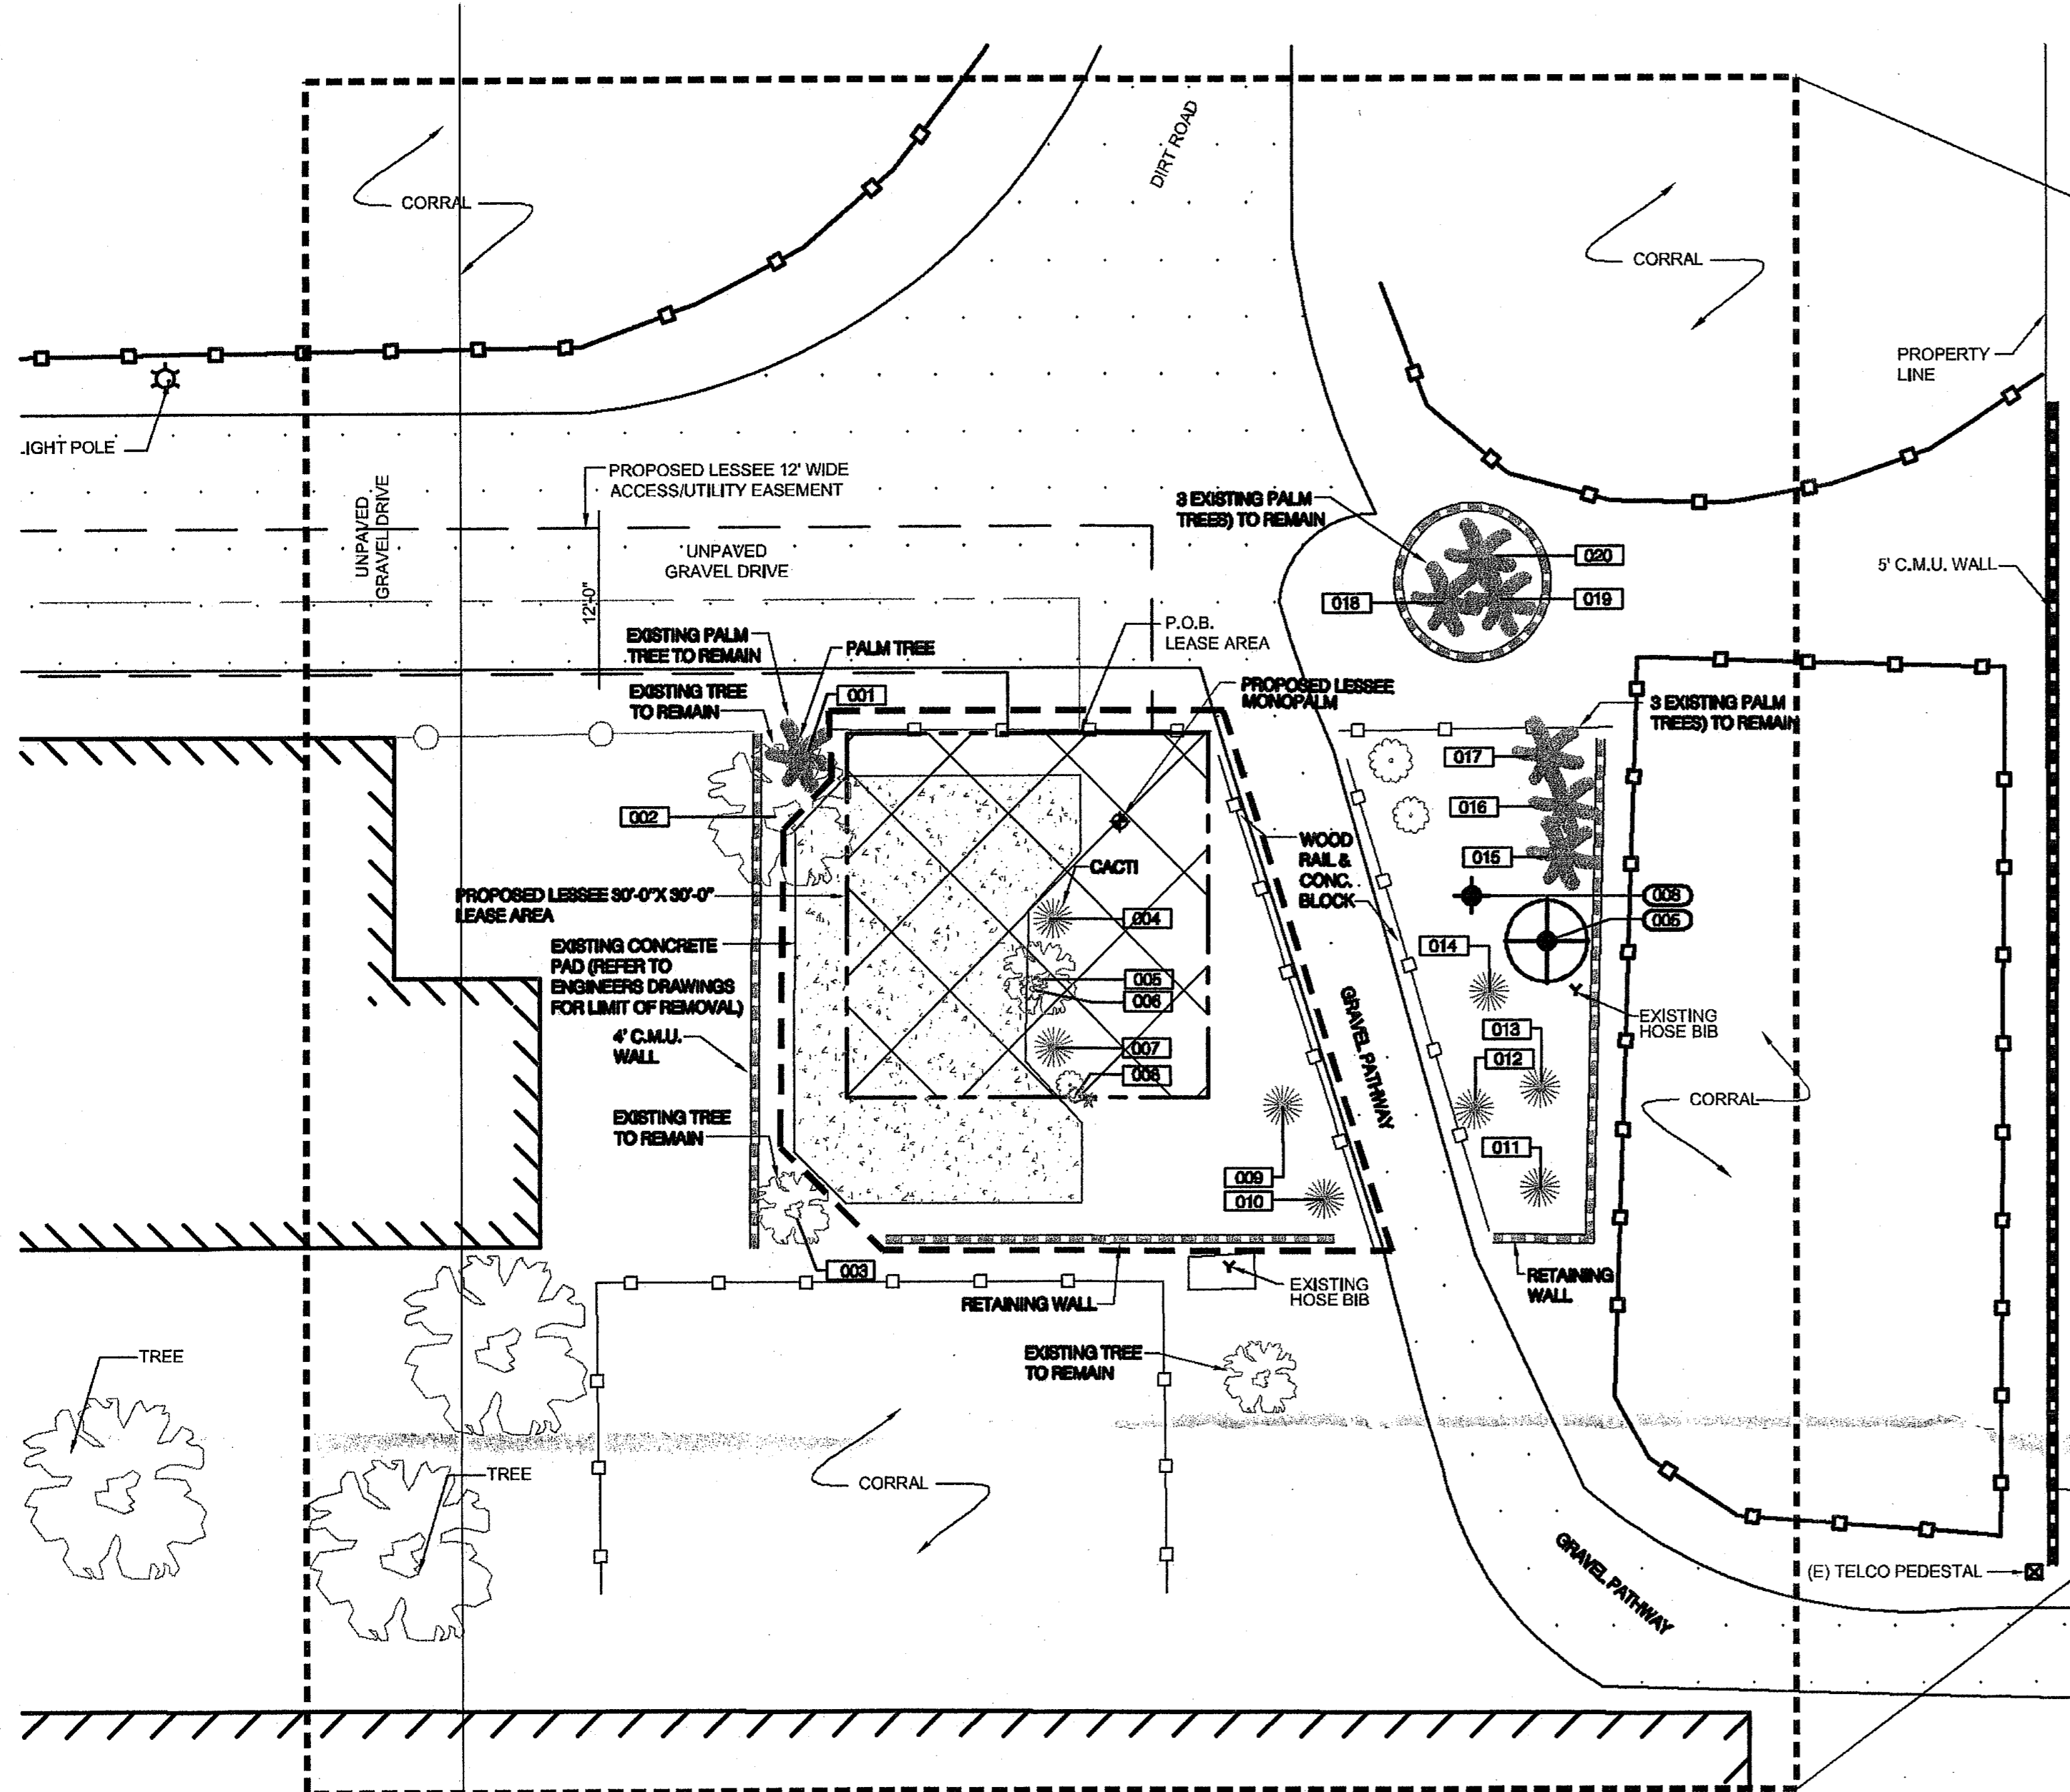 DIRT ROAD
CORRAL
CORRAL
PROPERTY
LINE
IGHT POLE
PROPOSED LESSEE 12' WIDE
ACCESS/UTILITY EASEMENT
UNPAVED
GRAVEL DRIVE
UNPAVED
GRAVEL DRIVE
12'-0"
3 EXISTING PALM
TREES) TO REMAIN
020
019
018
5' C.M.U. WALL
EXISTING PALM
TREE TO REMAIN
PALM TREE
P.O.B.
LEASE AREA
EXISTING TREE
TO REMAIN
001
PROPOSED LESSEE
MONOPALM
3 EXISTING PALM
TREES) TO REMAIN
017
002
016
WOOD
RAIL &
CONC.
BLOCK
015
CACTI
PROPOSED LESSEE 30'-0"X 30'-0"
LEASE AREA
004
006
005
EXISTING CONCRETE
PAD (REFER TO
ENGINEERS DRAWINGS
FOR LIMIT OF REMOVAL)
014
005
006
GRAVEL PATHWAY
EXISTING
HOSE BIB
4' C.M.U.
WALL
007
008
013
012
CORRAL
EXISTING TREE
TO REMAIN
011
009
010
003
RETAINING WALL
EXISTING
HOSE BIB
RETAINING
WALL
TREE
EXISTING TREE
TO REMAIN
TREE
CORRAL
GRAVEL PATHWAY
(E) TELCO PEDESTAL